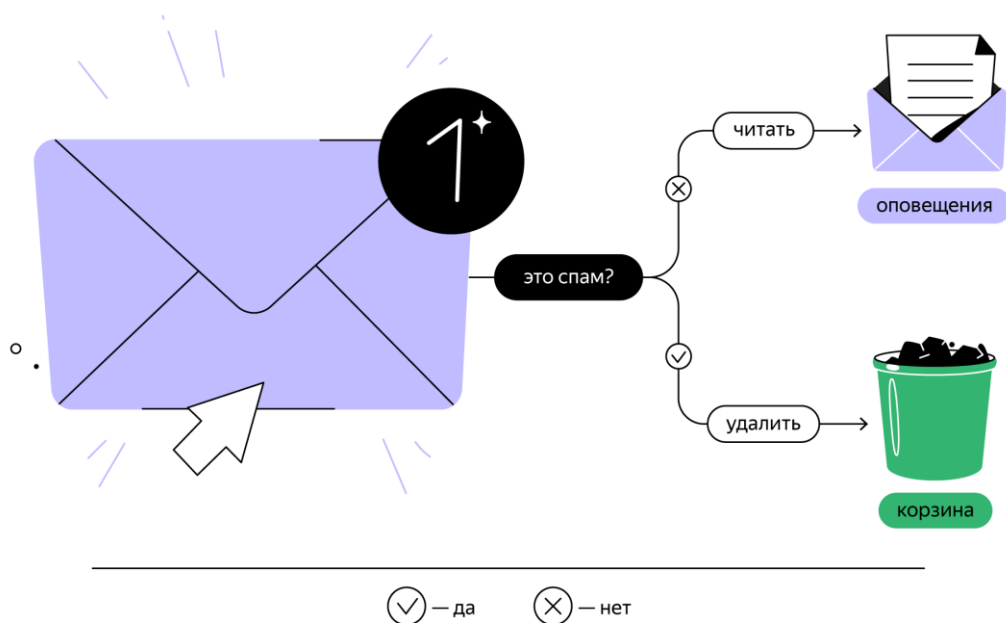 1
читать
оповещения
это спам?
удалить
корзина
— да
— нет